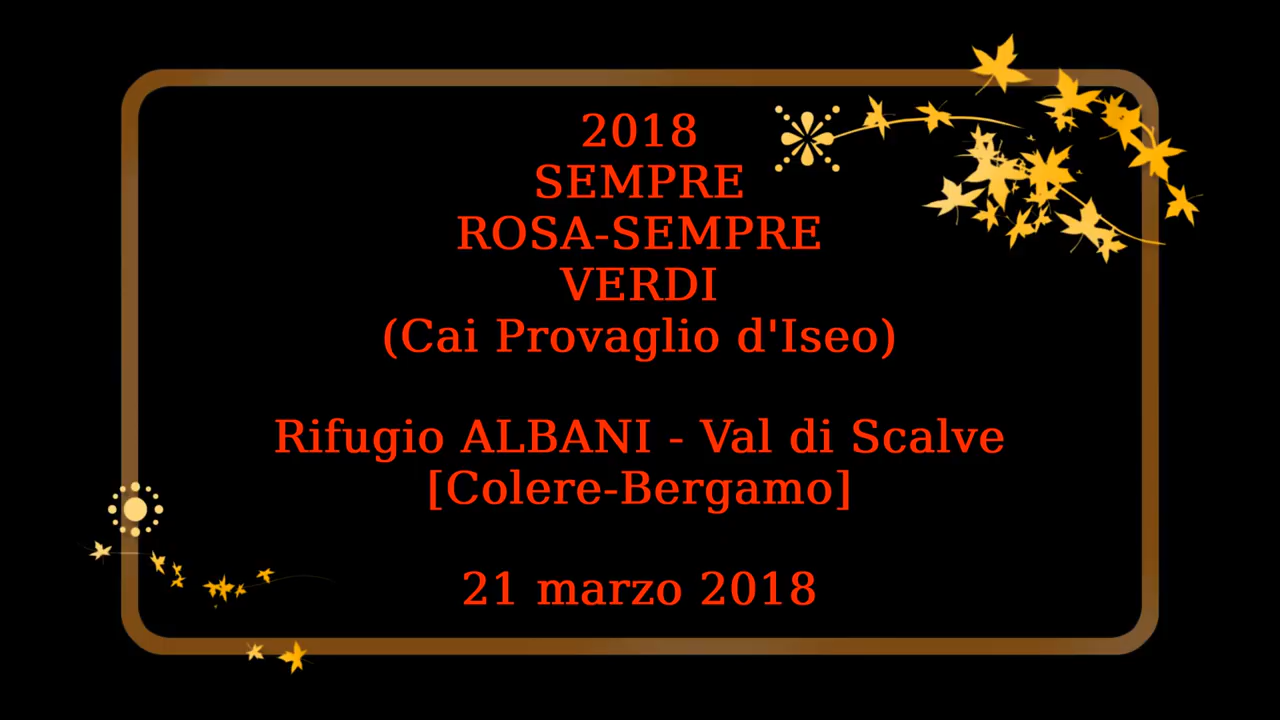 2018
SEMPRE
ROSA-SEMPRE
VERDI
(Cai Provaglio d'Iseo)
Rifugio ALBANI - Val di Scalve
[Colere-Bergamo]
21 marzo 2018